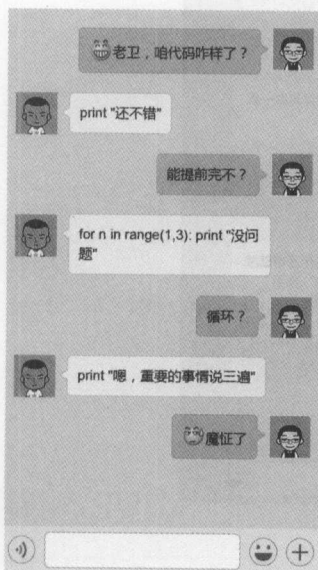 老卫，咱代码咋样了？
print "还不错"
能提前完不？
for n in range(1,3): print "没问
题"
循环？
print "嗯，重要的事情说三遍"
魔怔了